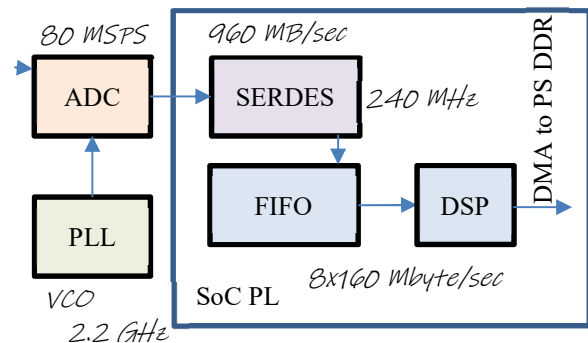 80 MSPS
960 MB/sec
ADC
SERDES
240 MHz
DMA to PS DDR
PLL
FIFO
DSP
VCO
2.2 GHz
SoC PL
8x160 Mbyte/sec